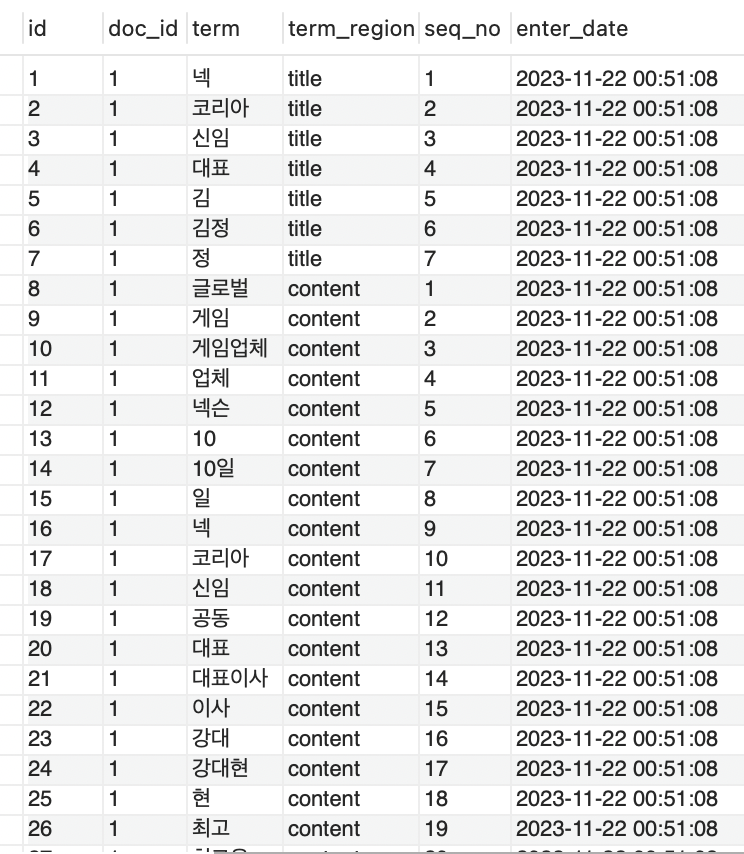 id doc_id term term_region seq_no enter_date
1 1 넥 title 1 2023-11-22 00:51:08
2 1 코리아 title 2 2023-11-22 00:51:08
3 1 신임 title 3 2023-11-22 00:51:08
4 1 대표 title 4 2023-11-22 00:51:08
5 1 김 title 5 2023-11-22 00:51:08
6 1 김정 title 6 2023-11-22 00:51:08
7 1 정 title 7 2023-11-22 00:51:08
8 1 글로벌 content 1 2023-11-22 00:51:08
9 1 게임 content 2 2023-11-22 00:51:08
10 1 게임업체 content 3 2023-11-22 00:51:08
11 1 업체 content 4 2023-11-22 00:51:08
12 1 넥슨 content 5 2023-11-22 00:51:08
13 1 10 content 6 2023-11-22 00:51:08
14 1 10일 content 7 2023-11-22 00:51:08
15 1 일 content 8 2023-11-22 00:51:08
16 1 넥 content 9 2023-11-22 00:51:08
17 1 코리아 content 10 2023-11-22 00:51:08
18 1 신임 content 11 2023-11-22 00:51:08
19 1 공동 content 12 2023-11-22 00:51:08
20 1 대표 content 13 2023-11-22 00:51:08
21 1 대표이사 content 14 2023-11-22 00:51:08
22 1 이사 content 15 2023-11-22 00:51:08
23 1 강대 content 16 2023-11-22 00:51:08
24 1 강대현 content 17 2023-11-22 00:51:08
25 1 현 content 18 2023-11-22 00:51:08
26 1 최고 content 19 2023-11-22 00:51:08